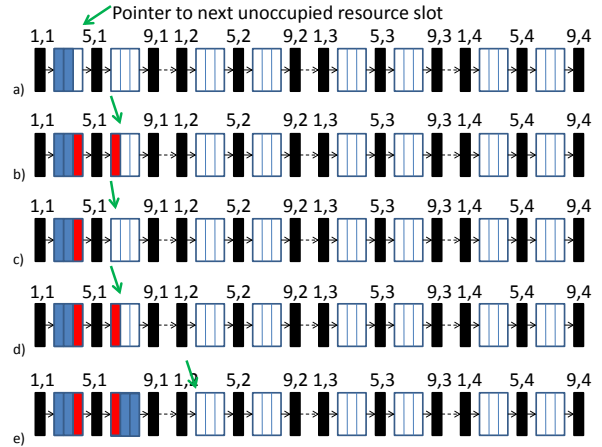 Pointer to next unoccupied resource slot
1,1 5,1 9,1 1,2 5,2 9,2 1,3 5,3 9,3 1,4 5,4 9,4
a)
1,1 5,1 9,1 1,2 5,2 9,2 1,3 5,3 9,3 1,4 5,4 9,4
b)
1,1 5,1 9,1 1,2 5,2 9,2 1,3 5,3 9,3 1,4 5,4 9,4
c)
1,1 5,1 9,1 1,2 5,2 9,2 1,3 5,3 9,3 1,4 5,4 9,4
d)
1,1 5,1 9,1 1,2 5,2 9,2 1,3 5,3 9,3 1,4 5,4 9,4
e)